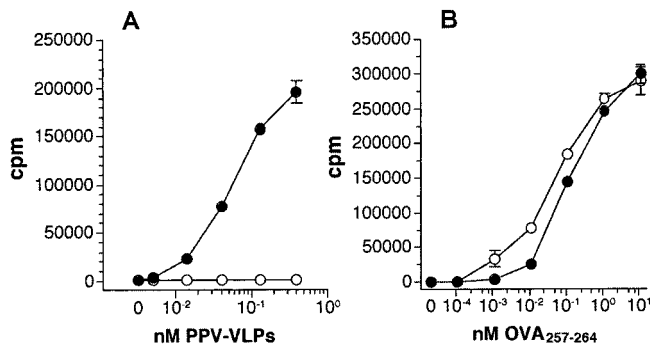 A
250000
200000
150000
100000
50000
0
cpm
0 10⁻² 10⁻¹ 10⁰
nM PPV-VLPs
B
350000
300000
250000
200000
150000
100000
50000
0
cpm
0 10⁻⁴ 10⁻³ 10⁻² 10⁻¹ 10⁰ 10¹
nM OVA₂₅₇₋₂₆₄